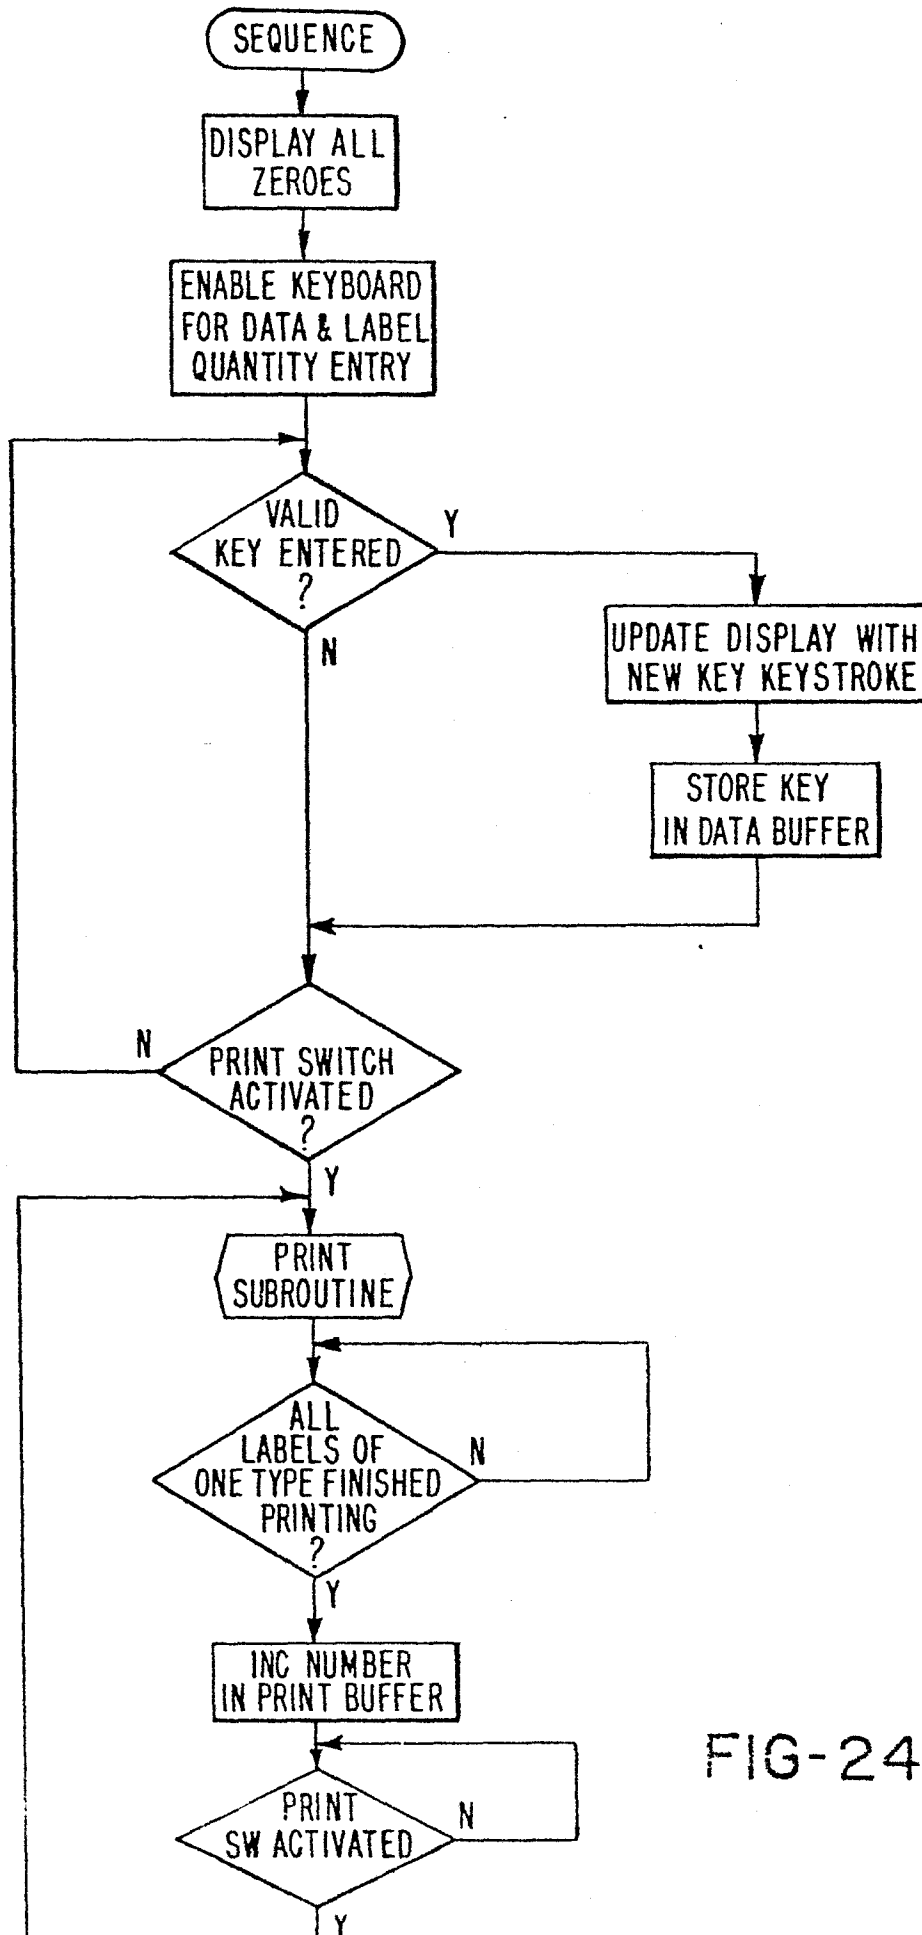 SEQUENCE
DISPLAY ALL
ZEROES
ENABLE KEYBOARD
FOR DATA & LABEL
QUANTITY ENTRY
VALID
KEY ENTERED
?
Y
N
UPDATE DISPLAY WITH
NEW KEY KEYSTROKE
STORE KEY
IN DATA BUFFER
N
PRINT SWITCH
ACTIVATED
?
Y
PRINT
SUBROUTINE
ALL
LABELS OF
ONE TYPE FINISHED
PRINTING
?
N
Y
INC NUMBER
IN PRINT BUFFER
PRINT
SW ACTIVATED
N
Y
FIG-24